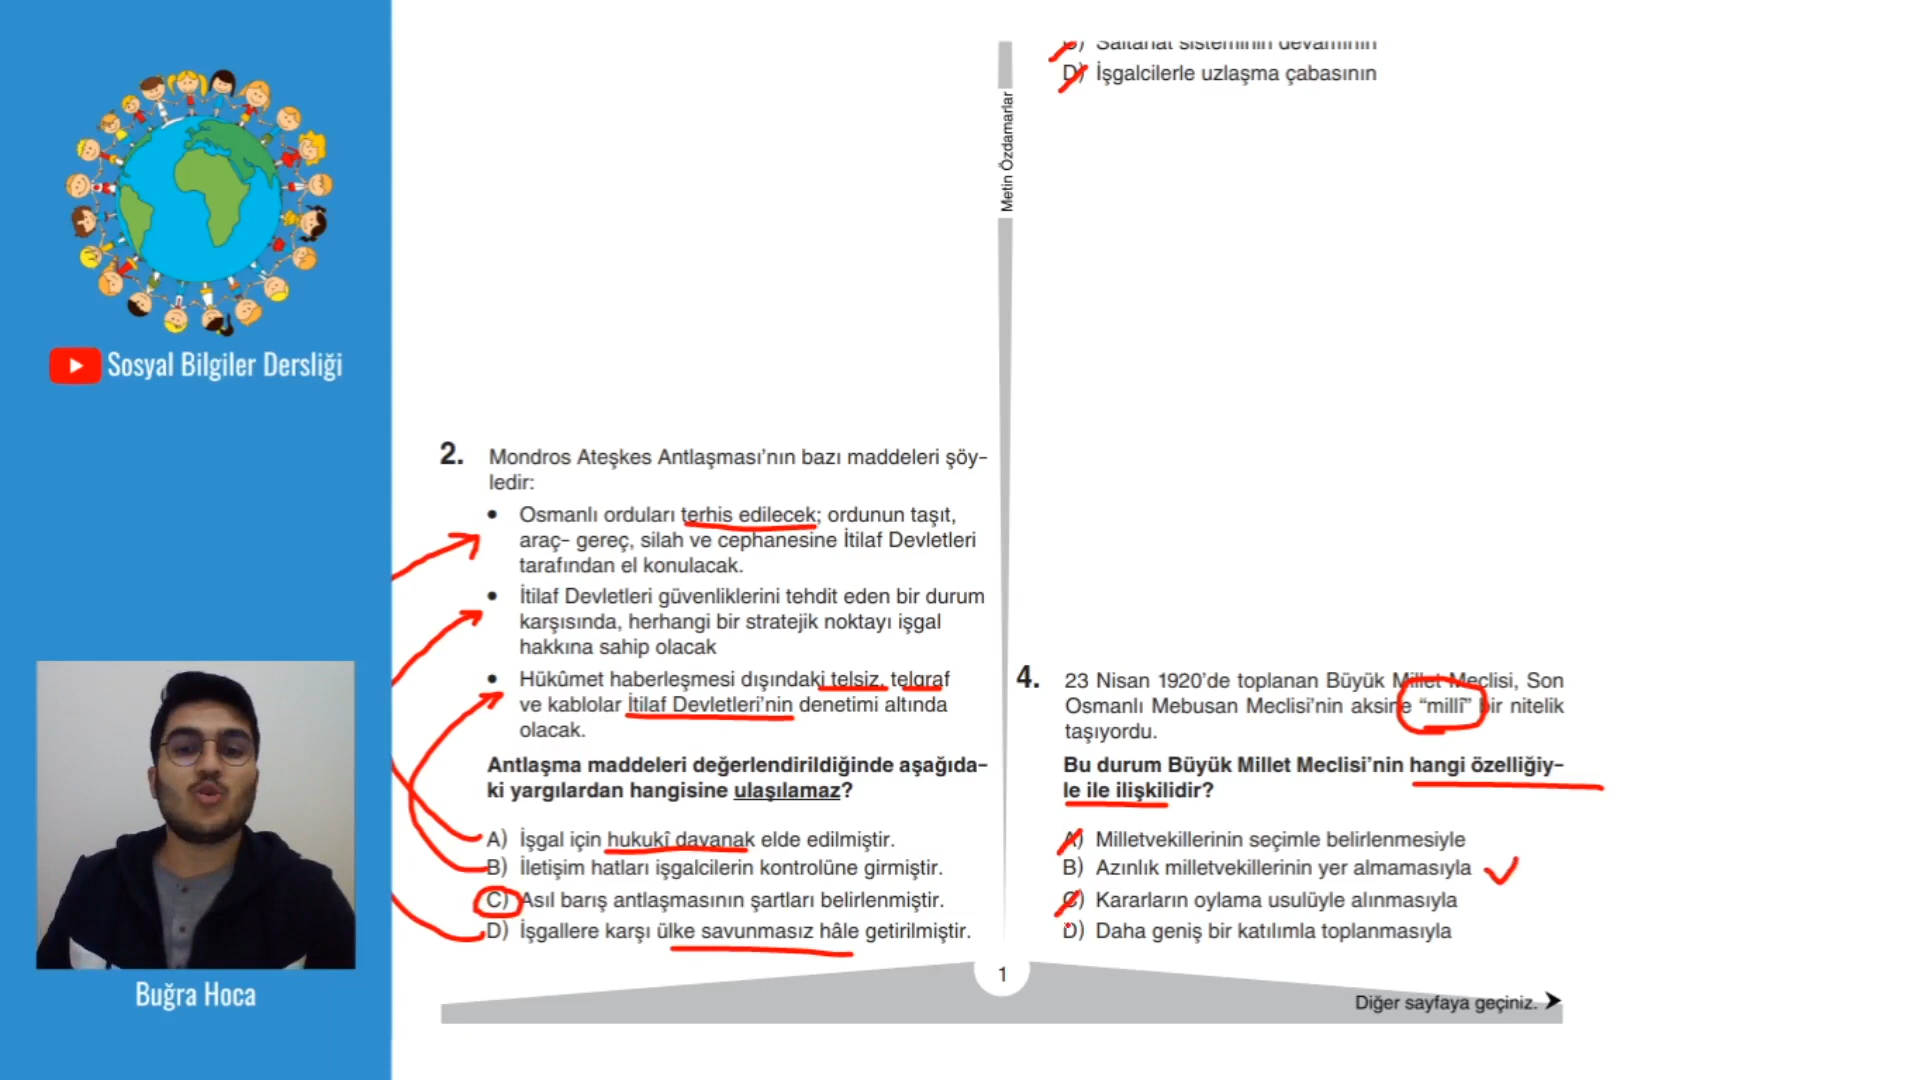 Sosyal Bilgiler Dersliği
Buğra Hoca
2. Mondros Ateşkes Antlaşması'nın bazı maddeleri şöy-
ledir:
• Osmanlı orduları terhis edilecek; ordunun taşıt,
araç- gereç, silah ve cephanesine İtilaf Devletleri
tarafından el konulacak.
• İtilaf Devletleri güvenliklerini tehdit eden bir durum
karşısında, herhangi bir stratejik noktayı işgal
hakkına sahip olacak
• Hükûmet haberleşmesi dışındaki telsiz, telgraf
ve kablolar İtilaf Devletleri'nin denetimi altında
olacak.
Antlaşma maddeleri değerlendirildiğinde aşağıda-
ki yargılardan hangisine ulaşılamaz?
A) İşgal için hukukî dayanak elde edilmiştir.
B) İletişim hatları işgalcilerin kontrolüne girmiştir.
C) Asıl barış antlaşmasının şartları belirlenmiştir.
D) İşgallere karşı ülke savunmasız hâle getirilmiştir.
Metin Özdamarlar
C) Saltanat sisteminin devamının
D) İşgalcilerle uzlaşma çabasının
4. 23 Nisan 1920'de toplanan Büyük Millet Meclisi, Son
Osmanlı Mebusan Meclisi'nin aksine "millî" bir nitelik
taşıyordu.
Bu durum Büyük Millet Meclisi'nin hangi özelliğiy-
le ile ilişkilidir?
A) Milletvekillerinin seçimle belirlenmesiyle
B) Azınlık milletvekillerinin yer almamasıyla
C) Kararların oylama usulüyle alınmasıyla
D) Daha geniş bir katılımla toplanmasıyla
1
Diğer sayfaya geçiniz.